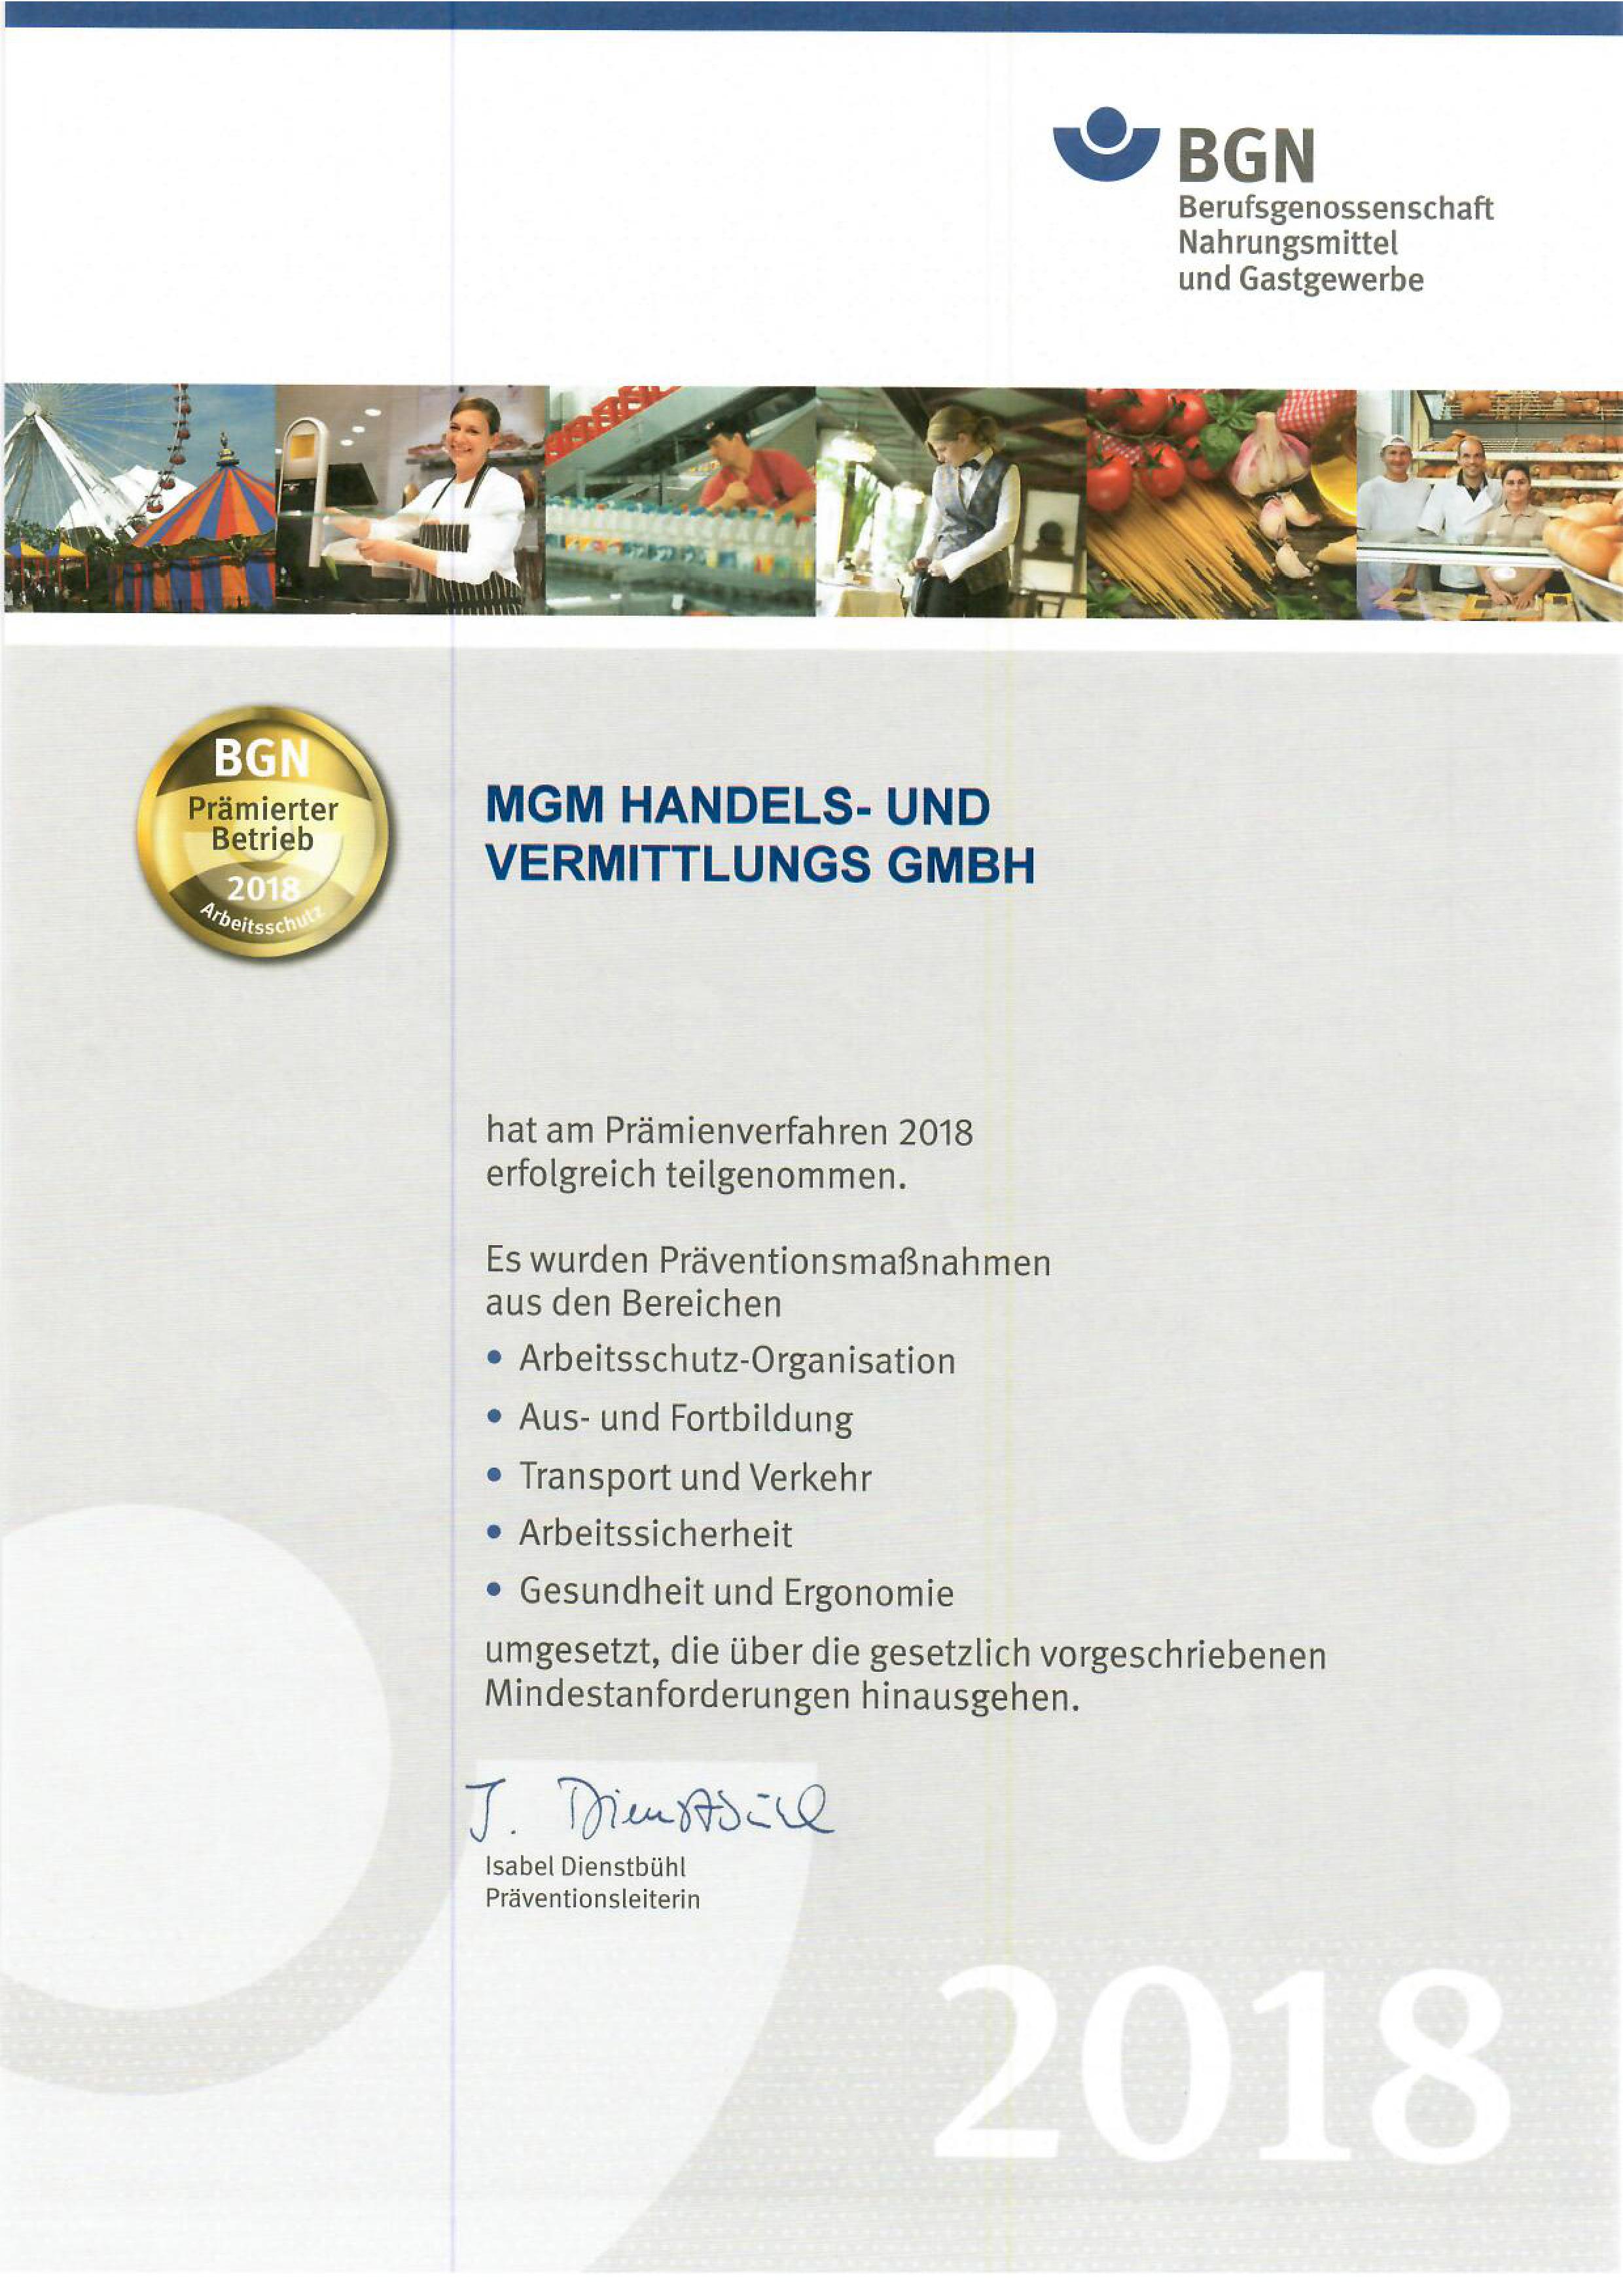 BGN
Berufsgenossenschaft
Nahrungsmittel
und Gastgewerbe
BGN
Prämierter
Betrieb
2018
Arbeitsschutz
MGM HANDELS- UND
VERMITTLUNGS GMBH
hat am Prämienverfahren 2018
erfolgreich teilgenommen.
Es wurden Präventionsmaßnahmen
aus den Bereichen
• Arbeitsschutz-Organisation
• Aus- und Fortbildung
• Transport und Verkehr
• Arbeitssicherheit
• Gesundheit und Ergonomie
umgesetzt, die über die gesetzlich vorgeschriebenen
Mindestanforderungen hinausgehen.
J. Dienstbühl
Isabel Dienstbühl
Präventionsleiterin
2018